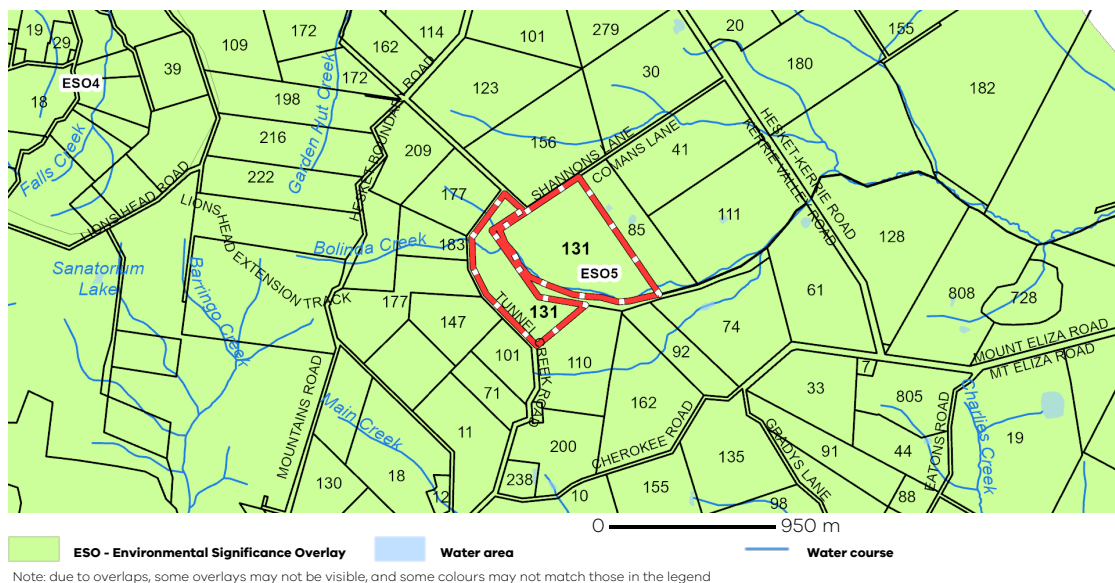 19
29
172
162
114
101
279
20
155
109
39
ESO4
172
30
180
182
123
198
18
Garden Hut Creek
HESKET BOUNDARY ROAD
216
209
156
SHANNONS LANE
COMANS LANE
41
KERRIE VALLEY ROAD
HESKET-KERRIE ROAD
Falls Creek
222
177
LIONS HEAD ROAD
LIONS HEAD EXTENSION TRACK
111
85
Bolinda Creek
183
131
128
ESO5
Sanatorium
Lake
Barringo Creek
177
61
808
728
147
TUNNEL CREEK ROAD
131
74
MOUNT ELIZA ROAD
MT ELIZA ROAD
101
110
92
7
71
33
805
MOUNTAINS ROAD
Main Creek
162
Charlies Creek
11
CHEROKEE ROAD
GRADYS LANE
EATONS ROAD
19
200
135
91
44
130
18
238
12
10
155
98
88
0
950 m
ESO - Environmental Significance Overlay
Water area
Water course
Note: due to overlaps, some overlays may not be visible, and some colours may not match those in the legend